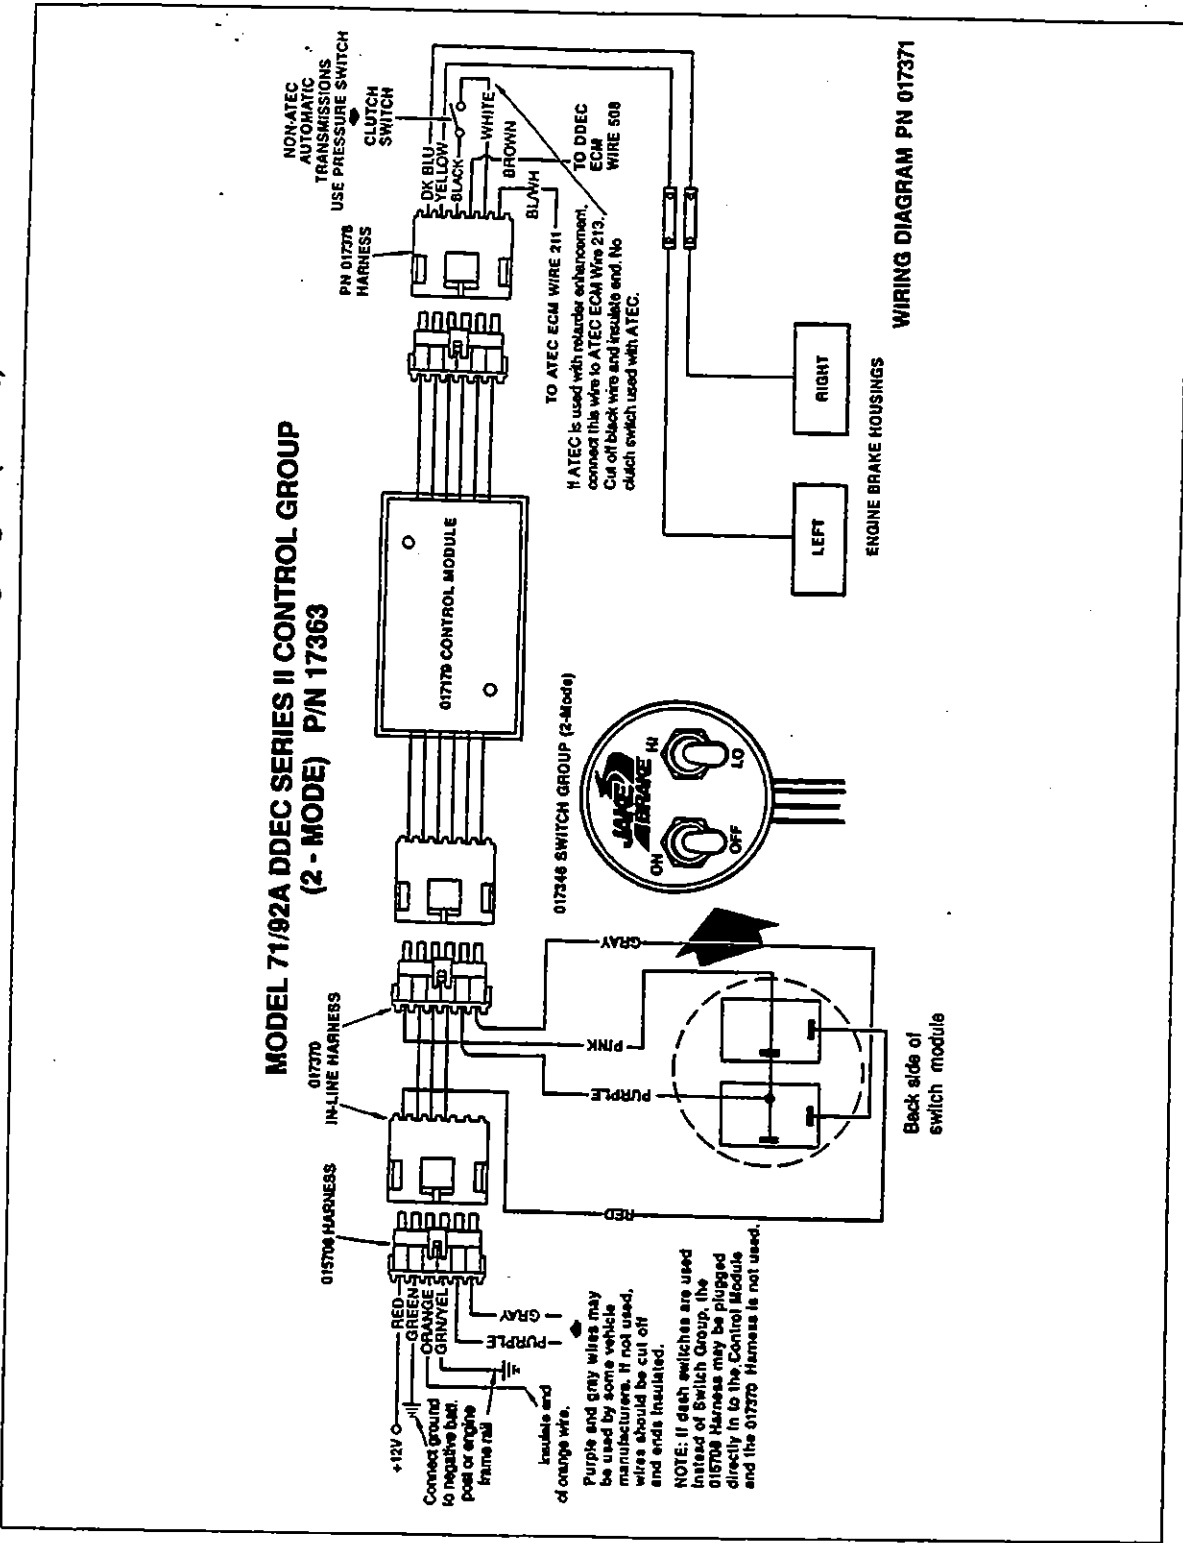 MODEL 71/92A DDEC SERIES II CONTROL GROUP
(2 - MODE) P/N 17363
015708 HARNESS
017370
IN-LINE HARNESS
017179 CONTROL MODULE
PN 017378
HARNESS
NON-ATEC
AUTOMATIC
TRANSMISSIONS
USE PRESSURE SWITCH
CLUTCH
SWITCH
+12V
RED
GREEN
ORANGE
GRN/YEL
PURPLE
GRAY
Connect ground
to negative batt.
post or engine
frame rail
Insulate end
of orange wire.
Purple and gray wires may
be used by some vehicle
manufacturers. If not used,
wires should be cut off
and ends insulated.
NOTE: If dash switches are used
instead of Switch Group, the
015708 Harness may be plugged
directly in to the Control Module
and the 017370 Harness is not used.
RED
PURPLE
PINK
GRAY
Back side of
switch module
017346 SWITCH GROUP (2-Mode)
JAKE
BRAKE
ON
OFF
HI
LO
DK BLU
YELLOW
BLACK
WHITE
BROWN
BL/WH
TO DDEC
ECM
WIRE 508
TO ATEC ECM WIRE 211
If ATEC is used with retarder enhancement,
connect this wire to ATEC ECM Wire 213.
Cut off black wire and insulate end. No
clutch switch used with ATEC.
LEFT
RIGHT
ENGINE BRAKE HOUSINGS
WIRING DIAGRAM PN 017371